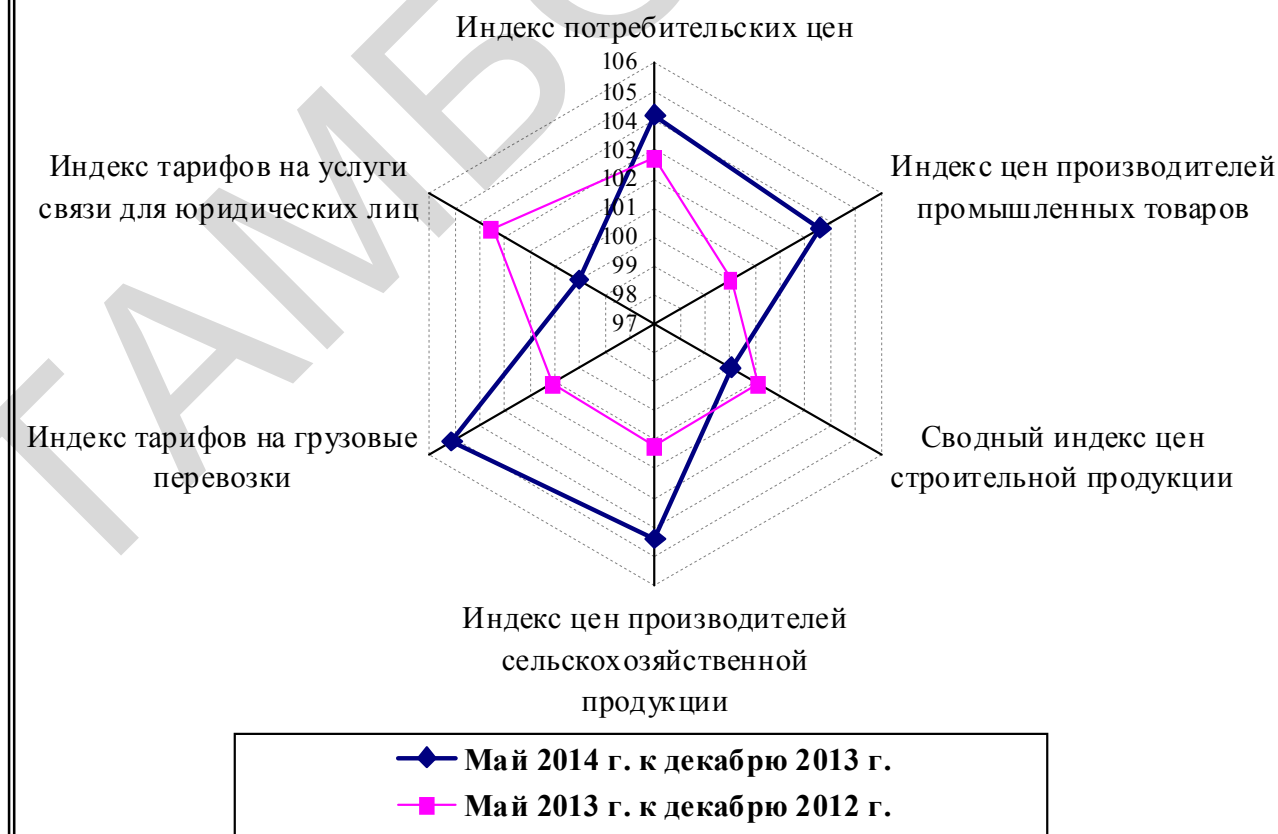 Индекс потребительских цен
106
105
104
103
102
101
100
99
98
97
Индекс цен производителей
промышленных товаров
Сводный индекс цен
строительной продукции
Индекс цен производителей
сельскохозяйственной
продукции
Индекс тарифов на грузовые
перевозки
Индекс тарифов на услуги
связи для юридических лиц
Май 2014 г. к декабрю 2013 г.
Май 2013 г. к декабрю 2012 г.